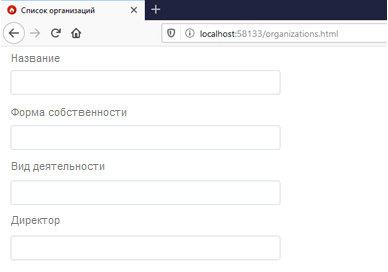 Список организаций
localhost:58133/organizations.html
Название
Форма собственности
Вид деятельности
Директор